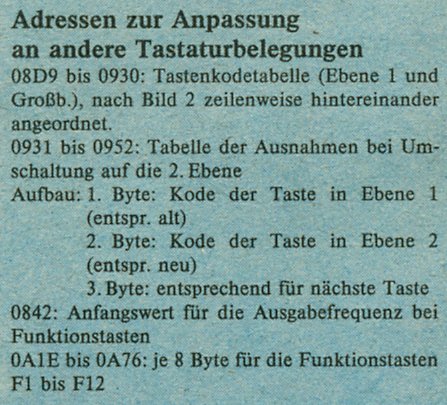 Adressen zur Anpassung
an andere Tastaturbelegungen
08D9 bis 0930: Tastenkodetabelle (Ebene 1 und
Großb.), nach Bild 2 zeilenweise hintereinander
angeordnet.
0931 bis 0952: Tabelle der Ausnahmen bei Um-
schaltung auf die 2. Ebene
Aufbau: 1. Byte: Kode der Taste in Ebene 1
(entspr. alt)
2. Byte: Kode der Taste in Ebene 2
(entspr. neu)
3. Byte: entsprechend für nächste Taste
0842: Anfangswert für die Ausgabefrequenz bei
Funktionstasten
0A1E bis 0A76: je 8 Byte für die Funktionstasten
F1 bis F12